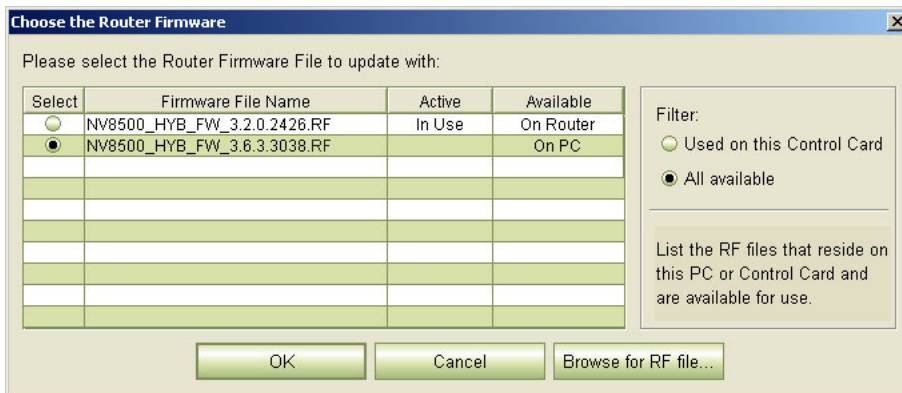 Choose the Router Firmware
Please select the Router Firmware File to update with:
Select Firmware File Name Active Available
NV8500_HYB_FW_3.2.0.2426.RF In Use On Router
NV8500_HYB_FW_3.6.3.3038.RF On PC
Filter:
Used on this Control Card
All available
List the RF files that reside on
this PC or Control Card and
are available for use.
OK Cancel Browse for RF file...